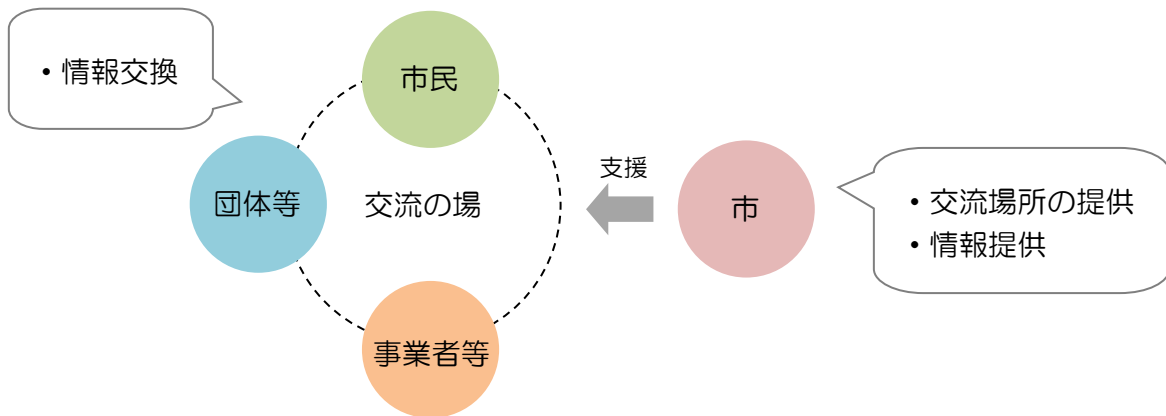 ・情報交換
市民
団体等
交流の場
事業者等
支援
市
・交流場所の提供
・情報提供